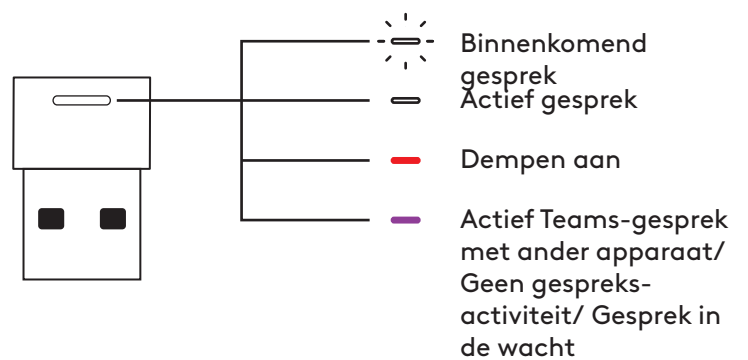 Binnenkomend
gesprek
Actief gesprek
Dempen aan
Actief Teams-gesprek
met ander apparaat/
Geen gespreks-
activiteit/ Gesprek in
de wacht